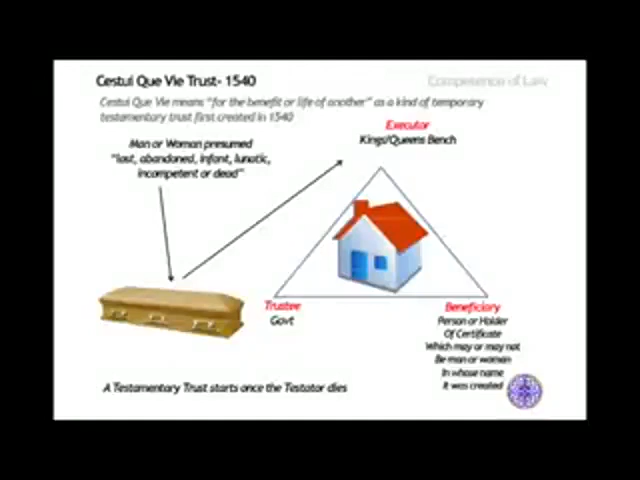 Cestui Que Vie Trust- 1540
Competence of Law
Cestui Que Vie means "for the benefit or life of another" as a kind of temporary
testamentary trust first created in 1540
Executor
Kings/Queens Bench
Man or Woman presumed
"lost, abandoned, infant, lunatic,
incompetent or dead"
Trustee
Govt
Beneficiary
Person or Holder
Of Certificate
Which may or may not
Be man or woman
In whose name
It was created
A Testamentary Trust starts once the Testator dies